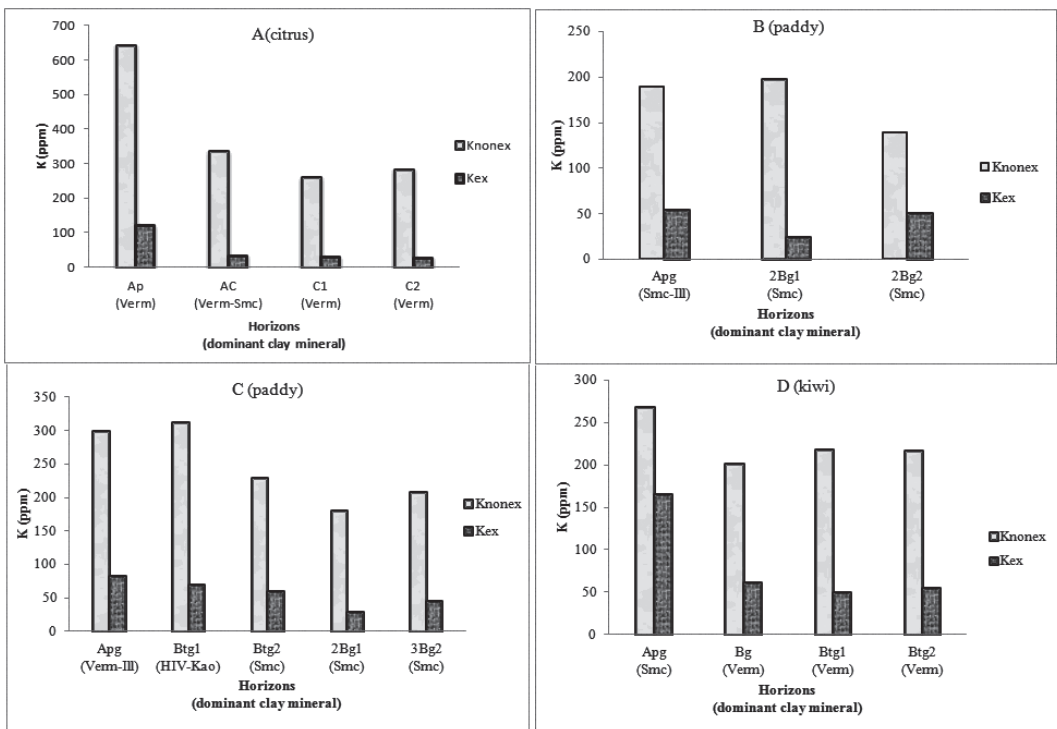 A(citrus)
K (ppm)
700
600
500
400
300
200
100
0
Knonex
Kex
Ap
(Verm)
AC
(Verm-Smc)
C1
(Verm)
C2
(Verm)
Horizons
(dominant clay mineral)
B (paddy)
K (ppm)
250
200
150
100
50
0
Knonex
Kex
Apg
(Smc-Ill)
2Bg1
(Smc)
2Bg2
(Smc)
Horizons
(dominant clay mineral)
C (paddy)
K (ppm)
350
300
250
200
150
100
50
0
Knonex
Kex
Apg
(Verm-Ill)
Btg1
(HIV-Kao)
Btg2
(Smc)
2Bg1
(Smc)
3Bg2
(Smc)
Horizons
(dominant clay mineral)
D (kiwi)
K (ppm)
300
250
200
150
100
50
0
Knonex
Kex
Apg
(Smc)
Bg
(Verm)
Btg1
(Verm)
Btg2
(Verm)
Horizons
(dominant clay mineral)